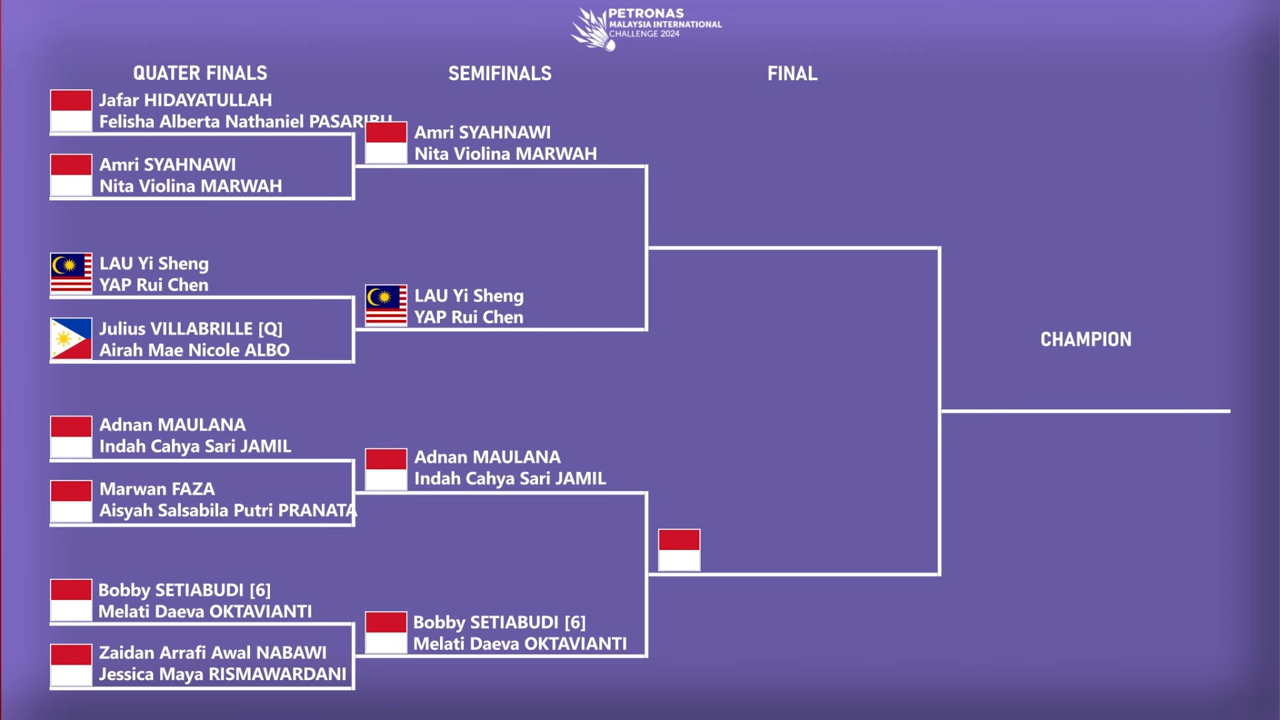 PETRONAS
MALAYSIA INTERNATIONAL
CHALLENGE 2024
QUATER FINALS
SEMIFINALS
FINAL
Jafar HIDAYATULLAH
Felisha Alberta Nathaniel PASARIBU
Amri SYAHNAWI
Nita Violina MARWAH
LAU Yi Sheng
YAP Rui Chen
Julius VILLABRILLE [Q]
Airah Mae Nicole ALBO
Adnan MAULANA
Indah Cahya Sari JAMIL
Marwan FAZA
Aisyah Salsabila Putri PRANATA
Bobby SETIABUDI [6]
Melati Daeva OKTAVIANTI
Zaidan Arrafi Awal NABAWI
Jessica Maya RISMAWARDANI
Amri SYAHNAWI
Nita Violina MARWAH
LAU Yi Sheng
YAP Rui Chen
Adnan MAULANA
Indah Cahya Sari JAMIL
Bobby SETIABUDI [6]
Melati Daeva OKTAVIANTI
CHAMPION